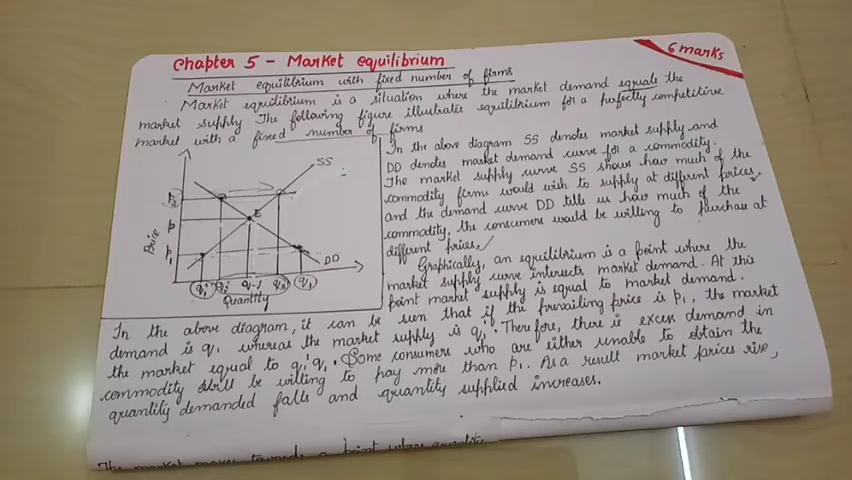 Chapter 5 - Market equilibrium
6 marks
Market equilibrium with fixed number of firms
Market equilibrium is a situation where the market demand equals the
market supply. The following figure illustrates equilibrium for a perfectly competitive
market with a fixed number of firms
SS
E
DD
Price
Quantity
In the above diagram SS denotes market supply and
DD denotes market demand curve for a commodity.
The market supply curve SS shows how much of the
commodity firms would wish to supply at different prices,
and the demand curve DD tells us how much of the
commodity, the consumers would be willing to purchase at
different prices.
Graphically, an equilibrium is a point where the
market supply curve intersects market demand. At this
point market supply is equal to market demand.
In the above diagram, it can be seen that if the prevailing price is p₁, the market
demand is q₁ whereas the market supply is q₁'. Therefore, there is excess demand in
the market equal to q₁'q₁. Some consumers who are either unable to obtain the
commodity will be willing to pay more than p₁. As a result market prices rise,
quantity demanded falls and quantity supplied increases.
The market moves towards a point where quantity